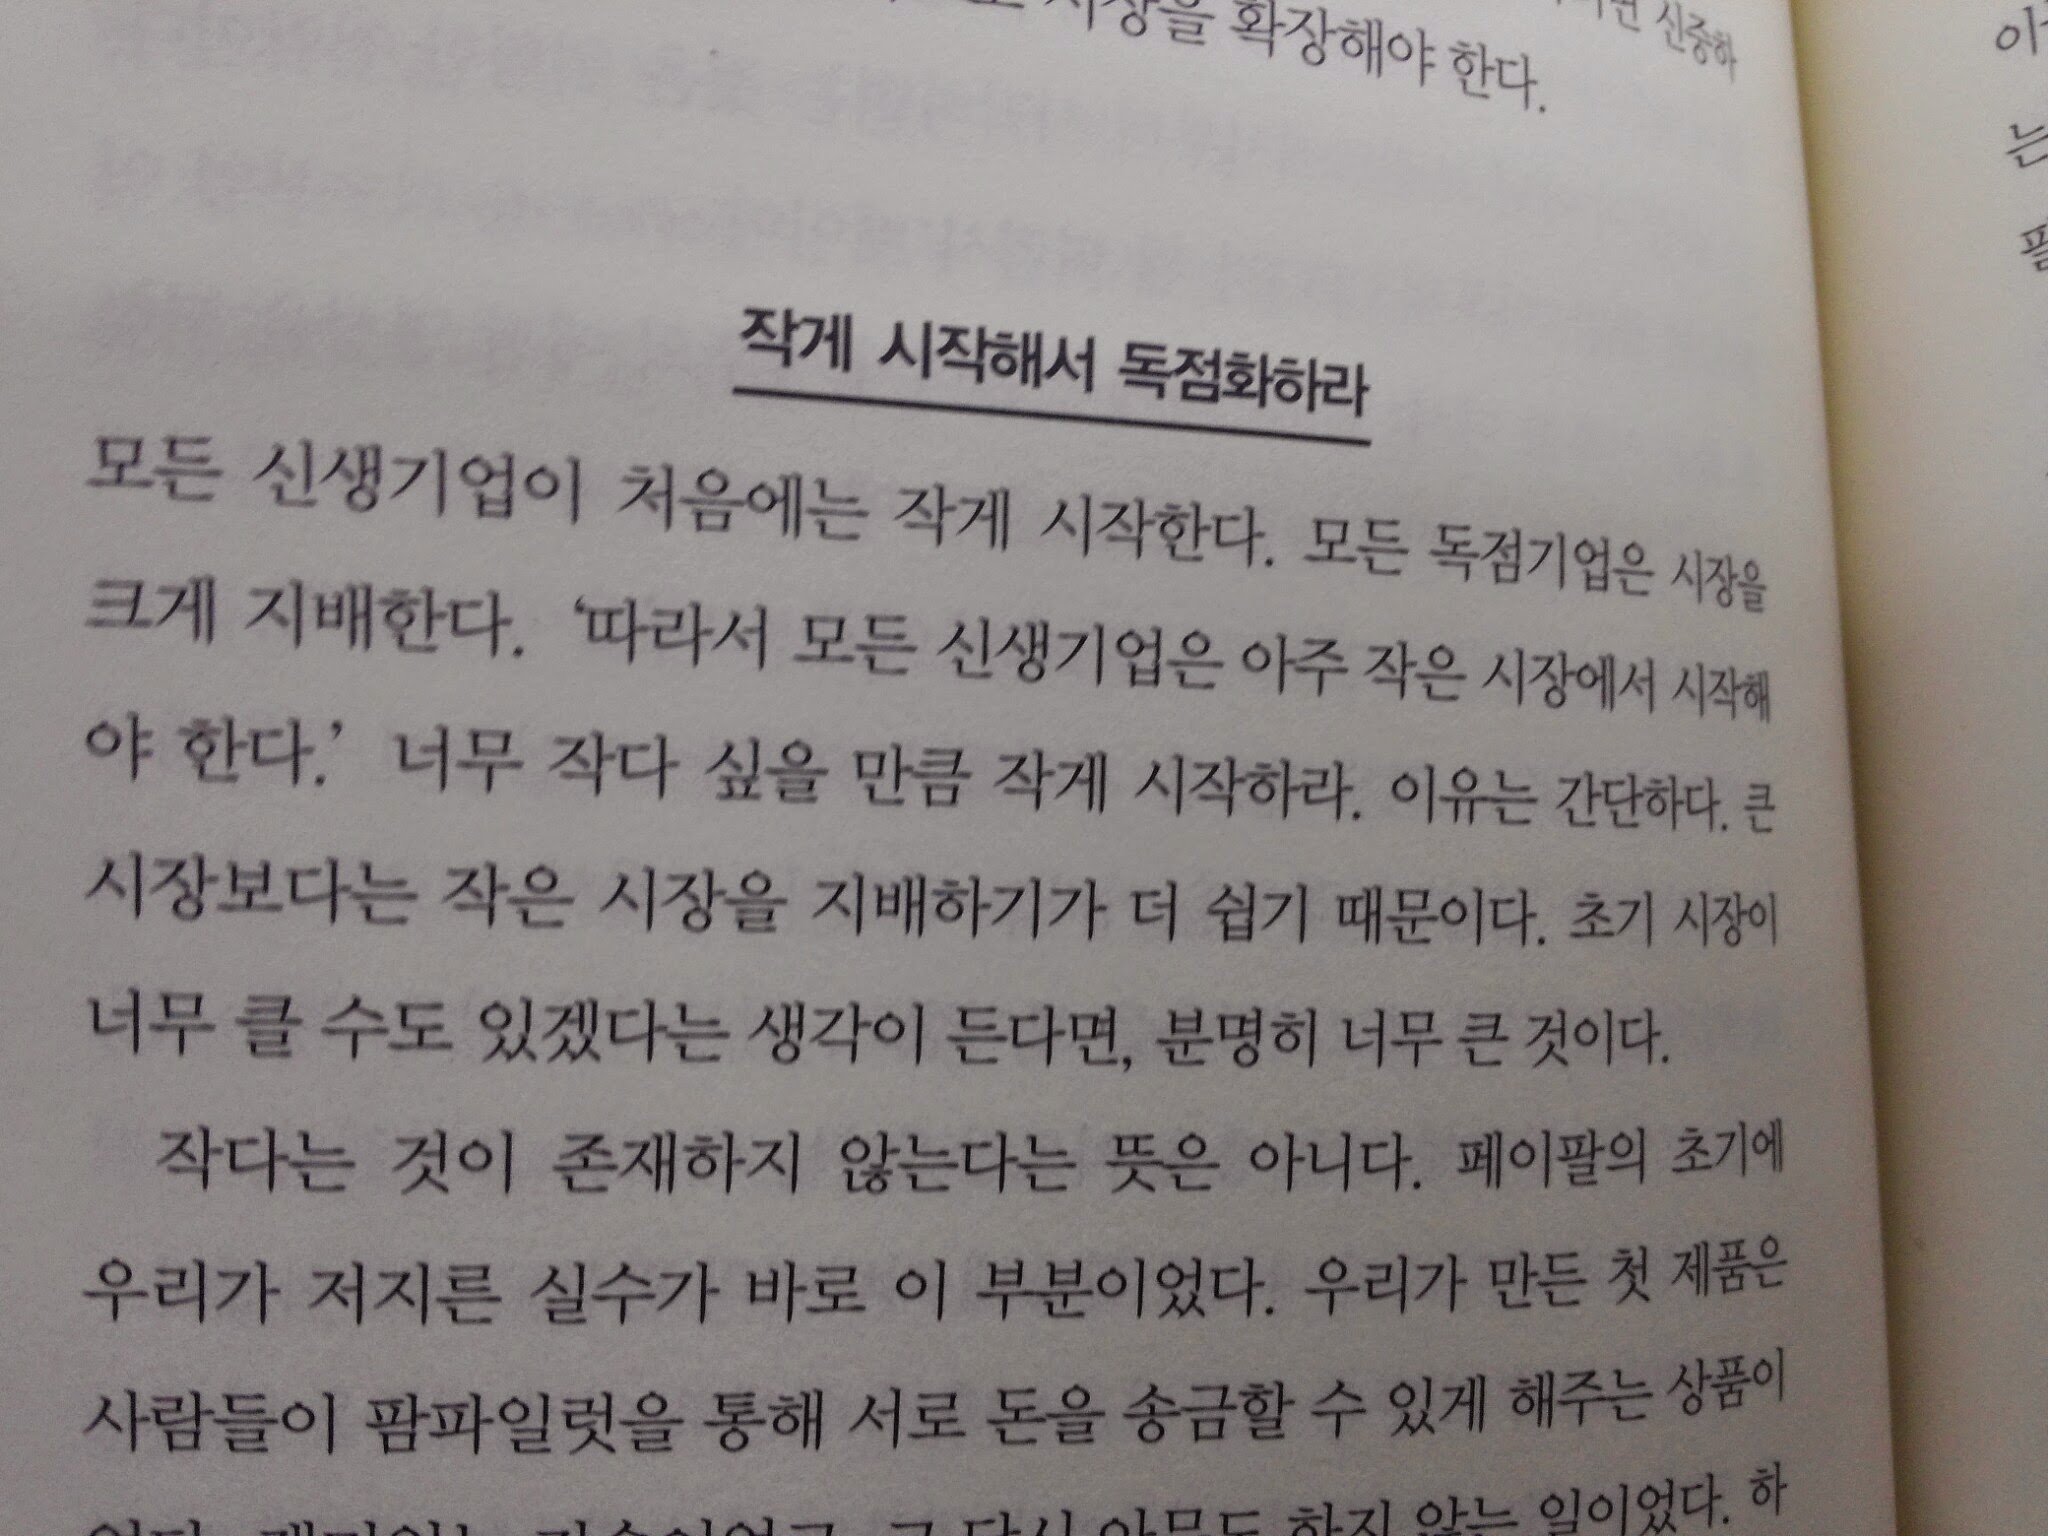 신중하
시장을 확장해야 한다.
작게 시작해서 독점화하라
모든 신생기업이 처음에는 작게 시작한다. 모든 독점기업은 시장을
크게 지배한다. ‘따라서 모든 신생기업은 아주 작은 시장에서 시작해
야 한다.’ 너무 작다 싶을 만큼 작게 시작하라. 이유는 간단하다. 큰
시장보다는 작은 시장을 지배하기가 더 쉽기 때문이다. 초기 시장이
너무 클 수도 있겠다는 생각이 든다면, 분명히 너무 큰 것이다.
작다는 것이 존재하지 않는다는 뜻은 아니다. 페이팔의 초기에
우리가 저지른 실수가 바로 이 부분이었다. 우리가 만든 첫 제품은
사람들이 팜파일럿을 통해 서로 돈을 송금할 수 있게 해주는 상품이
그 당시 아무도 하지 않는 일이었다. 하
는